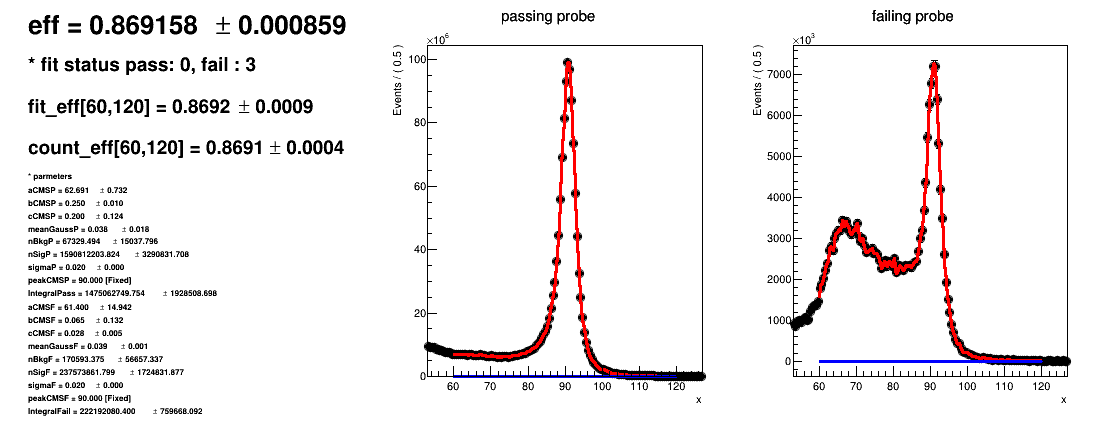 eff = 0.869158 ± 0.000859
* fit status pass: 0, fail : 3
fit_eff[60,120] = 0.8692 ± 0.0009
count_eff[60,120] = 0.8691 ± 0.0004
* parmeters
aCMSP = 62.691 ± 0.732
bCMSP = 0.250 ± 0.010
cCMSP = 0.200 ± 0.124
meanGaussP = 0.038 ± 0.018
nBkgP = 67329.494 ± 15037.796
nSigP = 1590812203.824 ± 3290831.708
sigmaP = 0.020 ± 0.000
peakCMSP = 90.000 [Fixed]
IntegralPass = 1475062749.754 ± 1928508.698
aCMSF = 61.400 ± 14.942
bCMSF = 0.065 ± 0.132
cCMSF = 0.028 ± 0.005
meanGaussF = 0.039 ± 0.001
nBkgF = 170593.375 ± 56657.337
nSigF = 237573861.799 ± 1724831.877
sigmaF = 0.020 ± 0.000
peakCMSF = 90.000 [Fixed]
IntegralFail = 222192080.400 ± 759668.092
passing probe
×10⁶
Events / ( 0.5 )
100
80
60
40
20
0
60 70 80 90 100 110 120
x
failing probe
×10³
Events / ( 0.5 )
7000
6000
5000
4000
3000
2000
1000
0
60 70 80 90 100 110 120
x